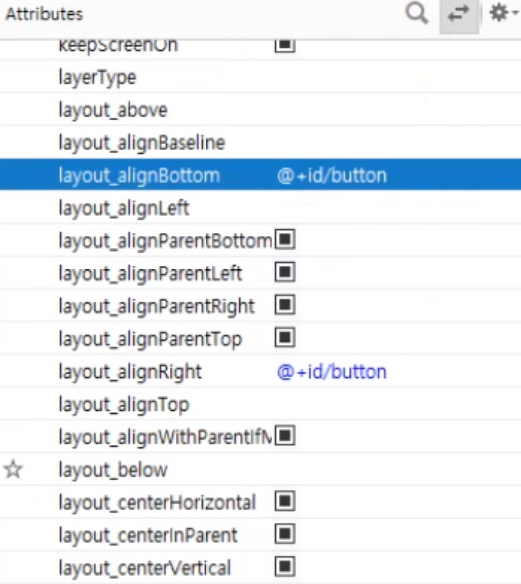 Attributes
keepScreenOn
layerType
layout_above
layout_alignBaseline
layout_alignBottom @+id/button
layout_alignLeft
layout_alignParentBottom
layout_alignParentLeft
layout_alignParentRight
layout_alignParentTop
layout_alignRight @+id/button
layout_alignTop
layout_alignWithParentIfM
layout_below
layout_centerHorizontal
layout_centerInParent
layout_centerVertical